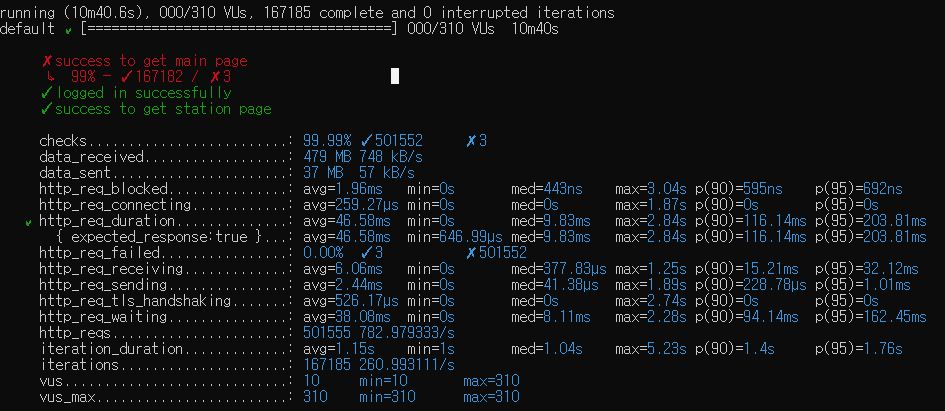 running (10m40.6s), 000/310 VUs, 167185 complete and 0 interrupted iterations
default ✓ [======================================] 000/310 VUs  10m40s

✗ success to get main page
↳  99% — ✓ 167182 / ✗ 3
✓ logged in successfully
✓ success to get station page

checks.........................: 99.99% ✓ 501552      ✗ 3
data_received..................: 479 MB 748 kB/s
data_sent......................: 37 MB  57 kB/s
http_req_blocked...............: avg=1.96ms   min=0s       med=443ns    max=3.04s p(90)=595ns    p(95)=692ns
http_req_connecting............: avg=259.27µs min=0s       med=0s       max=1.87s p(90)=0s       p(95)=0s
✓ http_req_duration..............: avg=46.58ms  min=0s       med=9.83ms   max=2.84s p(90)=116.14ms p(95)=203.81ms
{ expected_response:true }...: avg=46.58ms  min=646.99µs med=9.83ms   max=2.84s p(90)=116.14ms p(95)=203.81ms
http_req_failed................: 0.00%  ✓ 3           ✗ 501552
http_req_receiving.............: avg=6.06ms   min=0s       med=377.83µs max=1.25s p(90)=15.21ms  p(95)=32.12ms
http_req_sending...............: avg=2.44ms   min=0s       med=41.38µs  max=1.89s p(90)=228.78µs p(95)=1.01ms
http_req_tls_handshaking.......: avg=526.17µs min=0s       med=0s       max=2.74s p(90)=0s       p(95)=0s
http_req_waiting...............: avg=38.08ms  min=0s       med=8.11ms   max=2.28s p(90)=94.14ms  p(95)=162.45ms
http_reqs......................: 501555 782.979333/s
iteration_duration.............: avg=1.15s    min=1s       med=1.04s    max=5.23s p(90)=1.4s     p(95)=1.76s
iterations.....................: 167185 260.993111/s
vus............................: 10     min=10        max=310
vus_max........................: 310    min=310       max=310